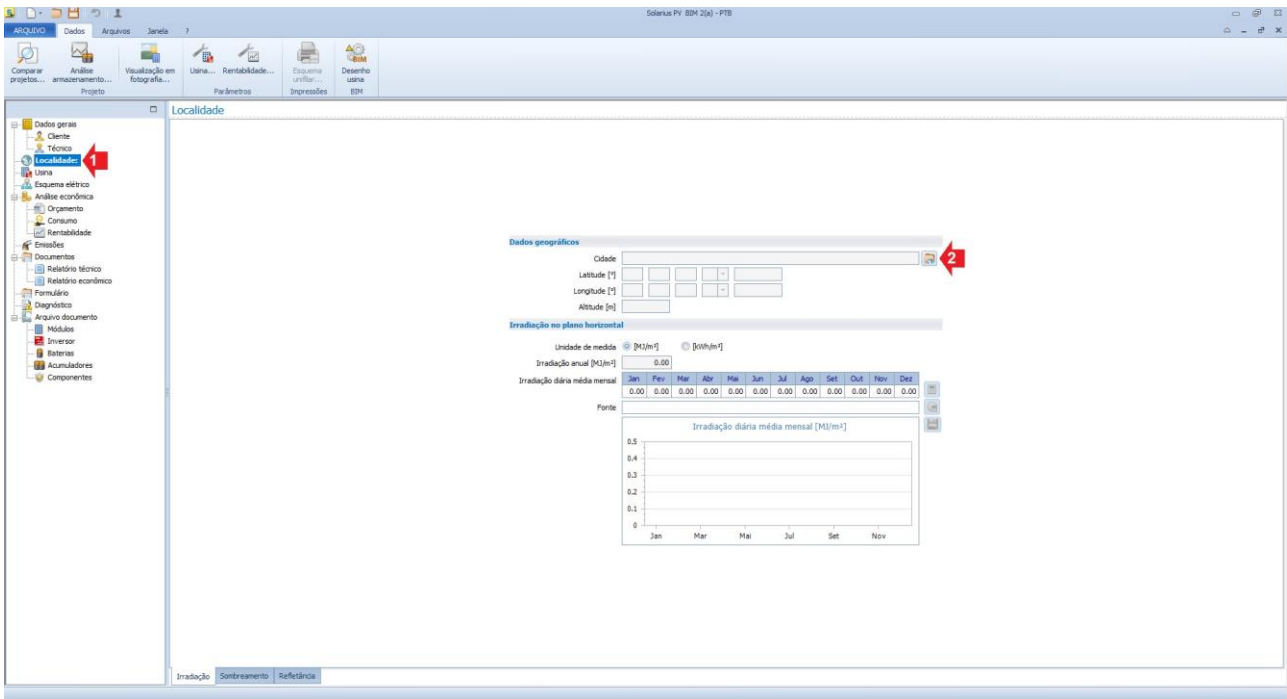 Solarius PV BIM 2(a) - PTB
ARQUIVO Dados Arquivos Janela ?
Comparar projetos...
Análise armazenamento...
Visualização em fotografia...
Usina...
Rentabilidade...
Esquema unifilar...
Desenho usina
Projeto Parâmetros Impressões BIM
Dados gerais
Cliente
Técnico
Localidade:
1
Usina
Esquema elétrico
Análise econômica
Orçamento
Consumo
Rentabilidade
Emissões
Documentos
Relatório técnico
Relatório econômico
Formulário
Diagnóstico
Arquivo documento
Módulos
Inversor
Baterias
Acumuladores
Componentes
Localidade
Dados geográficos
Cidade
2
Latitude [°]
Longitude [°]
Altitude [m]
Irradiação no plano horizontal
Unidade de medida [MJ/m²] [kWh/m²]
Irradiação anual [MJ/m²] 0.00
Irradiação diária média mensal Jan Fev Mar Abr Mai Jun Jul Ago Set Out Nov Dez
0.00 0.00 0.00 0.00 0.00 0.00 0.00 0.00 0.00 0.00 0.00 0.00
Fonte
Irradiação diária média mensal [MJ/m²]
0.5
0.4
0.3
0.2
0.1
0
Jan Mar Mai Jul Set Nov
Irradiação Sombreamento Refletância